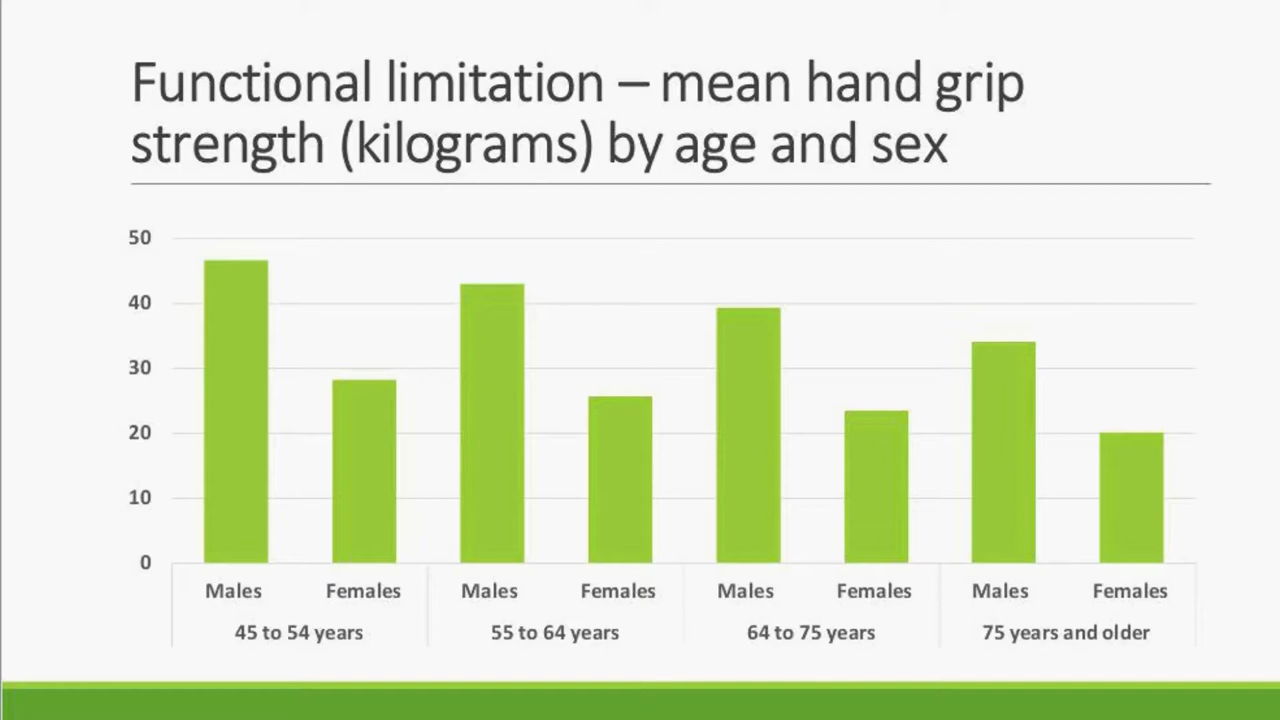 Functional limitation – mean hand grip
strength (kilograms) by age and sex
50
40
30
20
10
0
Males Females Males Females Males Females Males Females
45 to 54 years 55 to 64 years 64 to 75 years 75 years and older